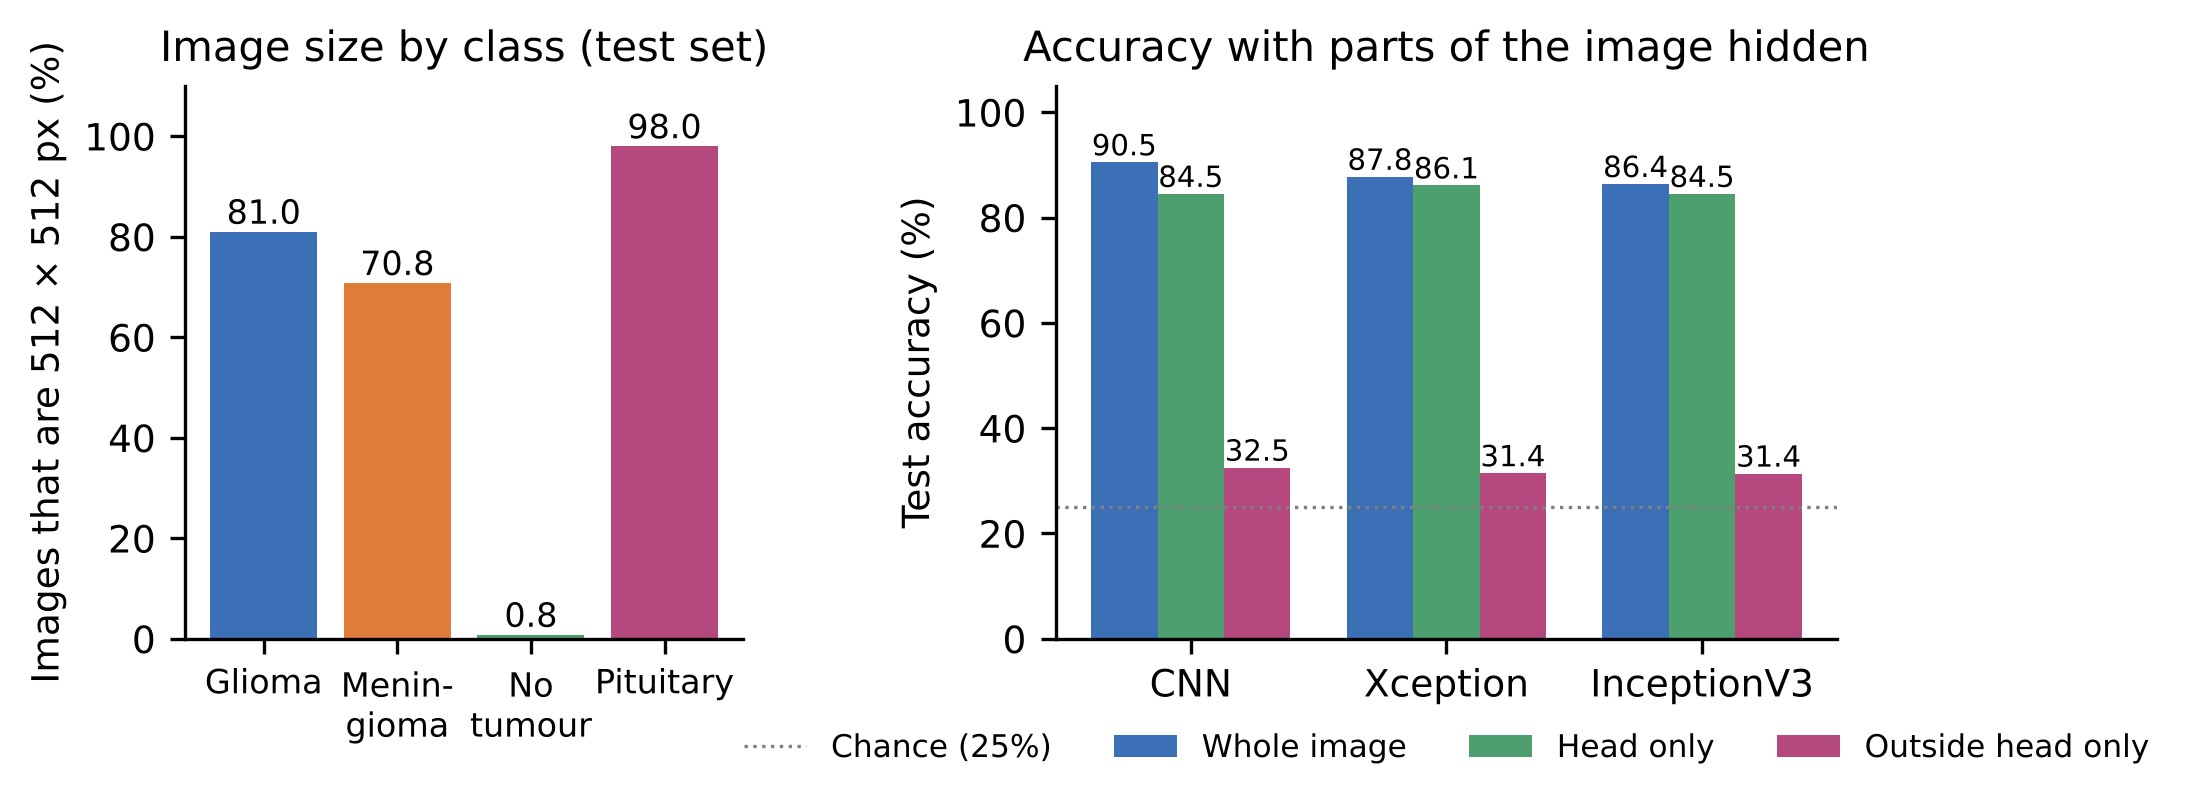 Image size by class (test set)
Images that are 512 × 512 px (%)
100
80
60
40
20
0
81.0
70.8
0.8
98.0
Glioma
Menin-
gioma
No
tumour
Pituitary
Accuracy with parts of the image hidden
Test accuracy (%)
100
80
60
40
20
0
90.5
84.5
32.5
87.8
86.1
31.4
86.4
84.5
31.4
CNN
Xception
InceptionV3
Chance (25%)
Whole image
Head only
Outside head only